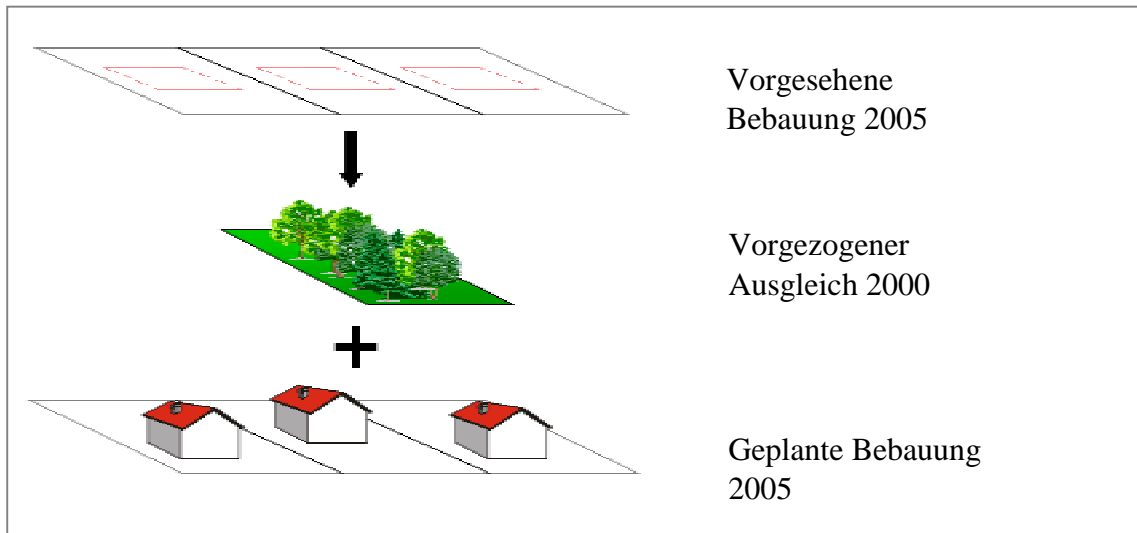 Vorgesehene
Bebauung 2005
Vorgezogener
Ausgleich 2000
Geplante Bebauung
2005